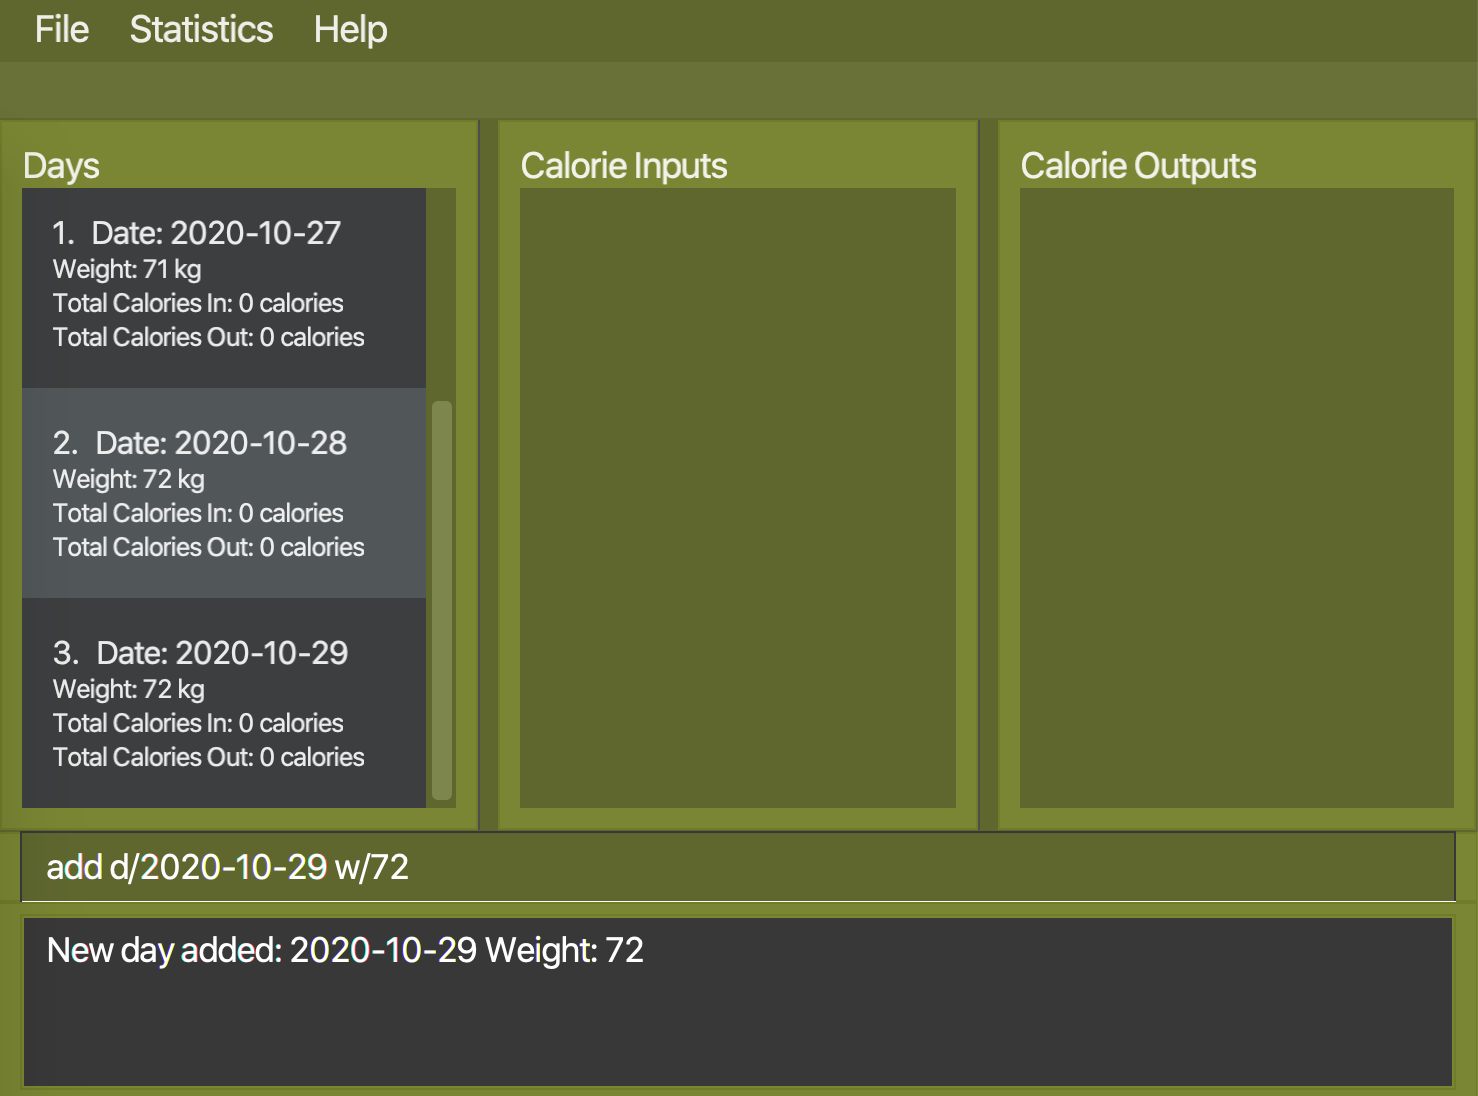 File Statistics Help
Days
1. Date: 2020-10-27
Weight: 71 kg
Total Calories In: 0 calories
Total Calories Out: 0 calories
2. Date: 2020-10-28
Weight: 72 kg
Total Calories In: 0 calories
Total Calories Out: 0 calories
3. Date: 2020-10-29
Weight: 72 kg
Total Calories In: 0 calories
Total Calories Out: 0 calories
Calorie Inputs
Calorie Outputs
add d/2020-10-29 w/72
New day added: 2020-10-29 Weight: 72